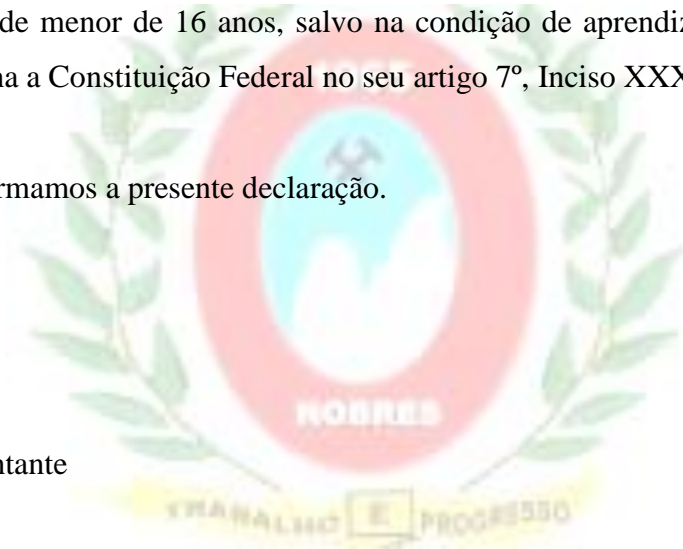 de menor de 16 anos, salvo na condição de aprendiz
na a Constituição Federal no seu artigo 7º, Inciso XXX
rmamos a presente declaração.
NOBRES
ntante
TRABALHO E PROGRESSO